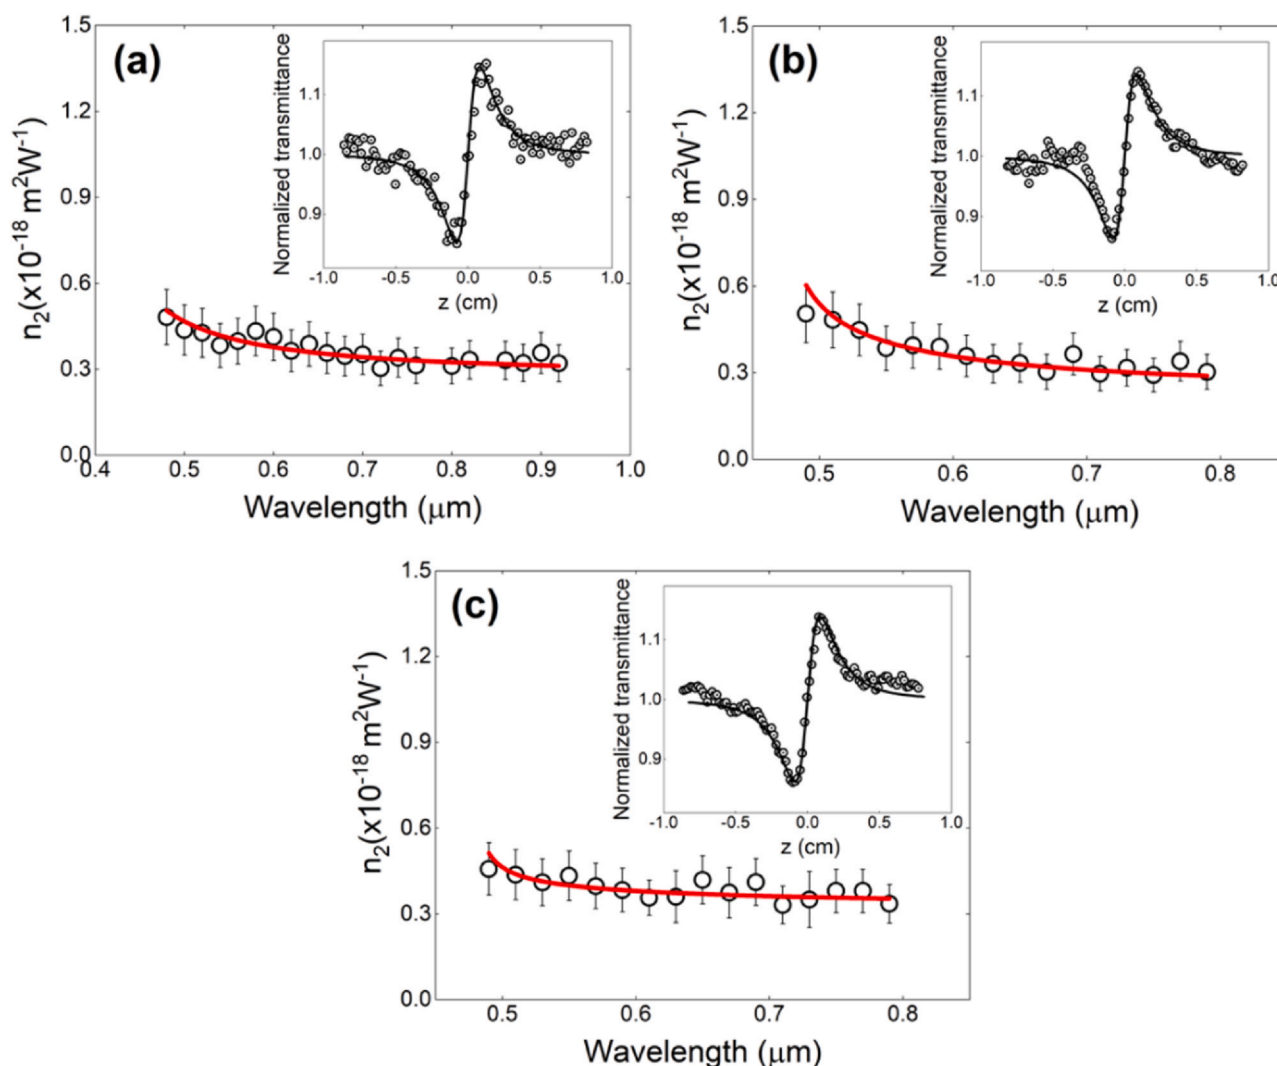 (a)
n₂(x10⁻¹⁸ m²W⁻¹)
1.5
1.2
0.9
0.6
0.3
0.0
0.4 0.5 0.6 0.7 0.8 0.9 1.0
Wavelength (μm)
Normalized transmittance
1.1
1.0
0.9
-1.0 -0.5 0.0 0.5 1.0
z (cm)
(b)
n₂(x10⁻¹⁸ m²W⁻¹)
1.5
1.2
0.9
0.6
0.3
0.0
0.5 0.6 0.7 0.8
Wavelength (μm)
Normalized transmittance
1.1
1.0
0.9
-1.0 -0.5 0.0 0.5 1.0
z (cm)
(c)
n₂(x10⁻¹⁸ m²W⁻¹)
1.5
1.2
0.9
0.6
0.3
0.0
0.5 0.6 0.7 0.8
Wavelength (μm)
Normalized transmittance
1.1
1.0
0.9
-1.0 -0.5 0.0 0.5 1.0
z (cm)